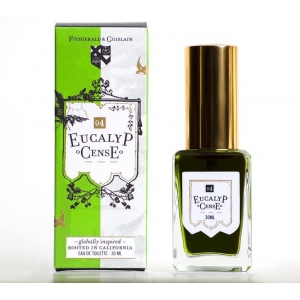 FITZGERALD & GUISLAIN
04
EUCALYP
CENSE
globally inspired
ROOTED IN CALIFORNIA
EAU DE TOILETTE - 30 ML
04
EUCALYP
CENSE
30ML